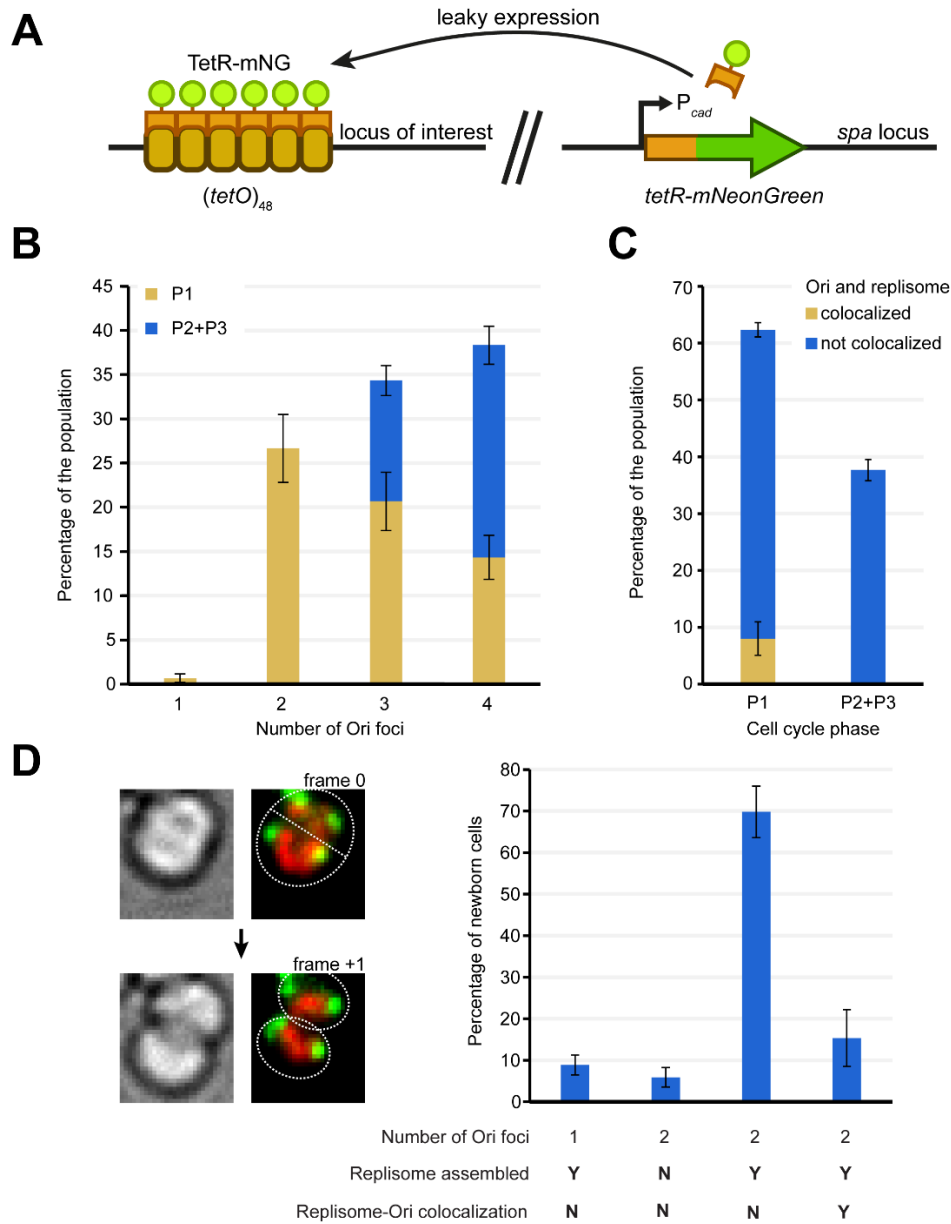 A
leaky expression
TetR-mNG
Pcad
locus of interest
spa locus
(tetO)48
tetR-mNeonGreen
B
P1
P2+P3
45
40
35
30
25
20
15
10
5
0
Percentage of the population
1 2 3 4
Number of Ori foci
C
Ori and replisome
colocalized
not colocalized
70
60
50
40
30
20
10
0
Percentage of the population
P1 P2+P3
Cell cycle phase
D
frame 0
frame +1
80
70
60
50
40
30
20
10
0
Percentage of newborn cells
Number of Ori foci 1 2 2 2
Replisome assembled Y N Y Y
Replisome-Ori colocalization N N N Y